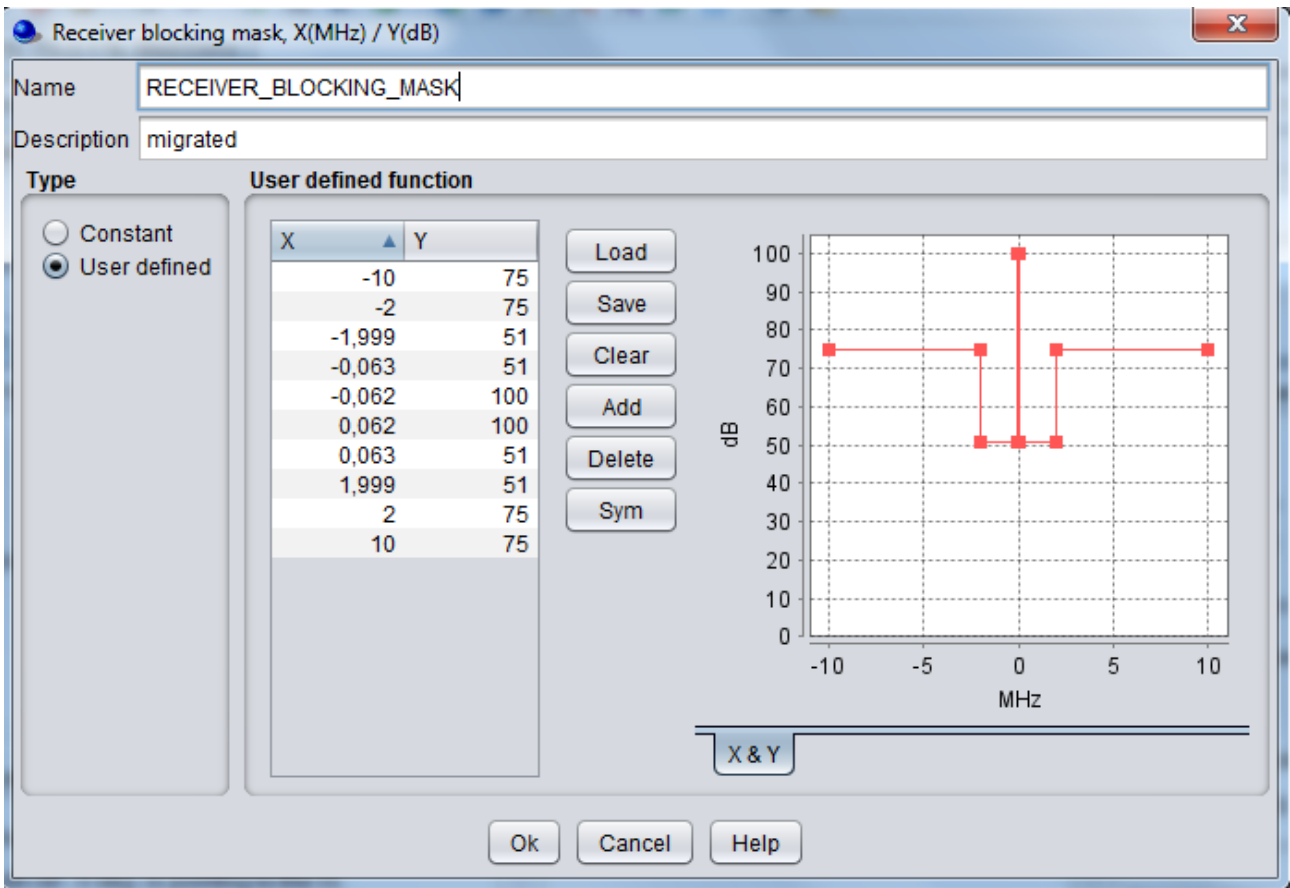 Receiver blocking mask, X(MHz) / Y(dB)
X
Name RECEIVER_BLOCKING_MASK
Description migrated
Type
Constant
User defined
User defined function
X Y
-10 75
-2 75
-1,999 51
-0,063 51
-0,062 100
0,062 100
0,063 51
1,999 51
2 75
10 75
Load
Save
Clear
Add
Delete
Sym
100
90
80
70
60
50
40
30
20
10
0
dB
-10 -5 0 5 10
MHz
X & Y
Ok Cancel Help